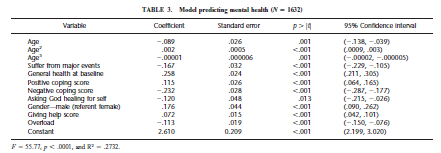 TABLE 3. Model predicting mental health (N = 1632)
Variable Coefficient Standard error p > |t| 95% Confidence interval
Age −.089 .026 .001 (−.138, −.039)
Age² .002 .0005 <.001 (.0009, .003)
Age³ −.00001 .000006 .001 (−.00002, −.000005)
Suffer from major events −.167 .032 <.001 (−.229, −.105)
General health at baseline .258 .024 <.001 (.211, .305)
Positive coping score .115 .026 <.001 (.064, .165)
Negative coping score −.232 .028 <.001 (−.287, −.177)
Asking God healing for self −.120 .048 .013 (−.215, −.026)
Gender—male (referent female) .176 .044 <.001 (.090, .262)
Giving help score .072 .015 <.001 (.042, .101)
Overload −.113 .019 <.001 (−.150, −.076)
Constant 2.610 0.209 <.001 (2.199, 3.020)
F = 55.77, p < .0001, and R² = .2732.